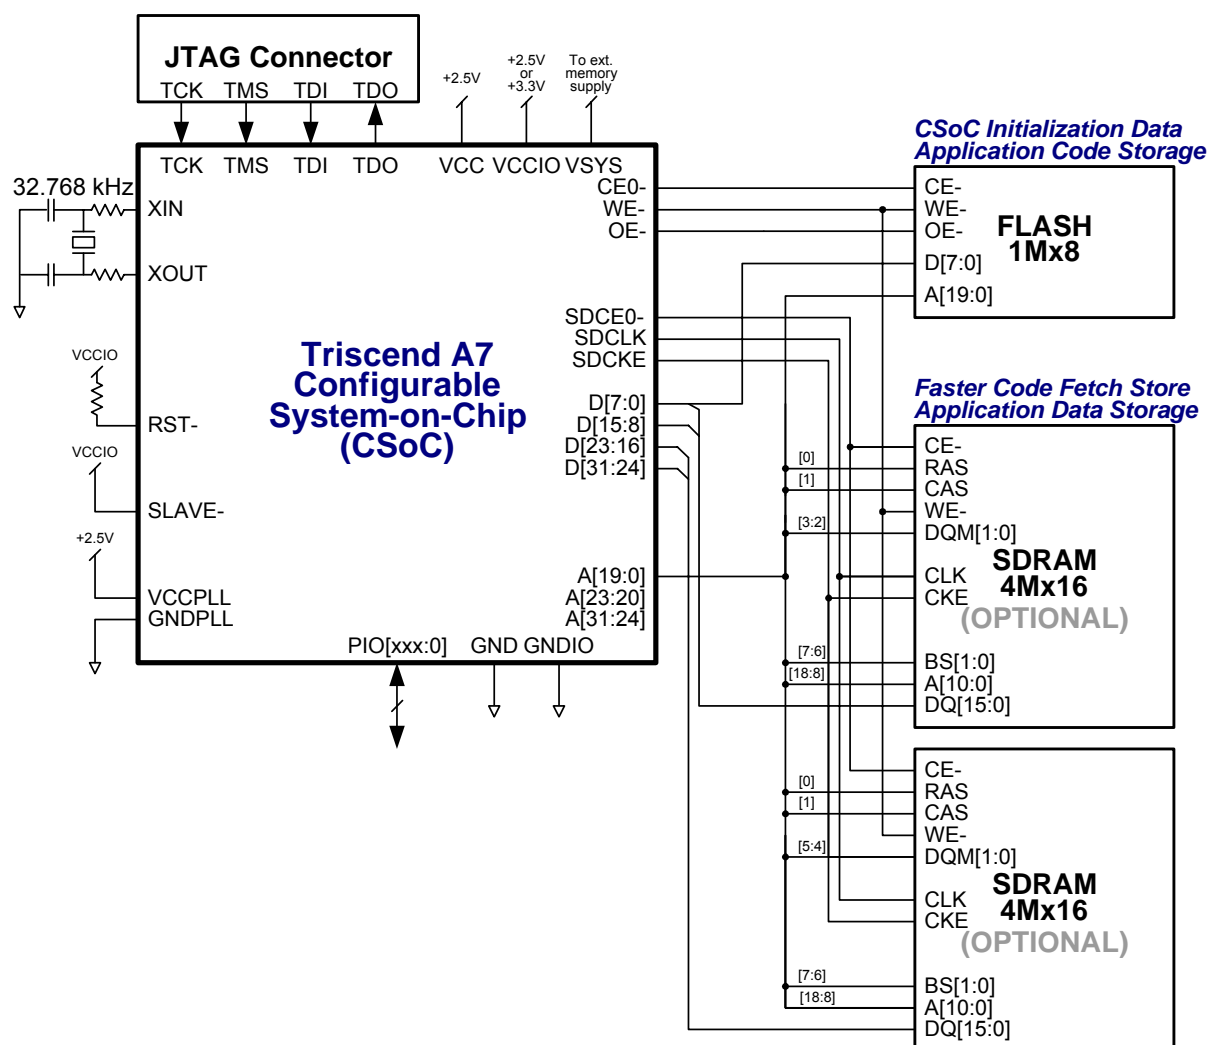 JTAG Connector
TCK TMS TDI TDO
+2.5V
+2.5V
or
+3.3V
To ext.
memory
supply
TCK TMS TDI TDO VCC VCCIO VSYS
32.768 kHz
XIN
XOUT
VCCIO
RST-
VCCIO
SLAVE-
+2.5V
VCCPLL
GNDPLL
Triscend A7
Configurable
System-on-Chip
(CSoC)
CE0-
WE-
OE-
SDCE0-
SDCLK
SDCKE
D[7:0]
D[15:8]
D[23:16]
D[31:24]
A[19:0]
A[23:20]
A[31:24]
PIO[xxx:0] GND GNDIO
CSoC Initialization Data
Application Code Storage
CE-
WE-
OE-
D[7:0]
A[19:0]
FLASH
1Mx8
Faster Code Fetch Store
Application Data Storage
[0]
[1]
[3:2]
[7:6]
[18:8]
CE-
RAS
CAS
WE-
DQM[1:0]
CLK
CKE
BS[1:0]
A[10:0]
DQ[15:0]
SDRAM
4Mx16
(OPTIONAL)
[0]
[1]
[5:4]
[7:6]
[18:8]
CE-
RAS
CAS
WE-
DQM[1:0]
CLK
CKE
BS[1:0]
A[10:0]
DQ[15:0]
SDRAM
4Mx16
(OPTIONAL)